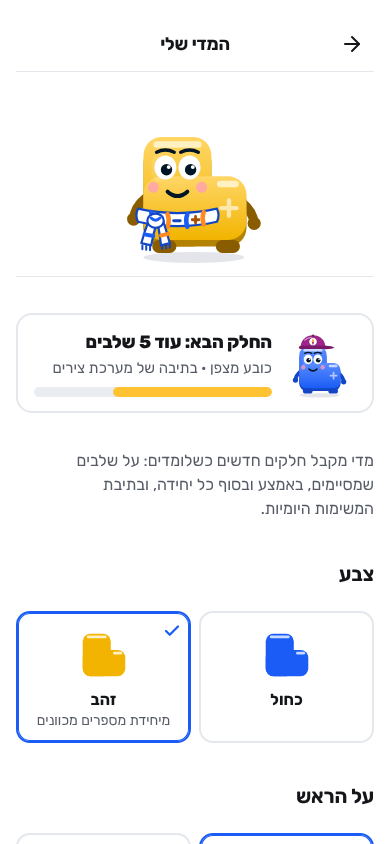 המדי שלי
החלק הבא: עוד 5 שלבים
כובע מצפן • בתיבה של מערכת צירים
מדי מקבל חלקים חדשים כשלומדים: על שלבים
שמסיימים, באמצע ובסוף כל יחידה, ובתיבת
המשימות היומיות.
צבע
כחול
זהב
מיחידת מספרים מכוונים
על הראש